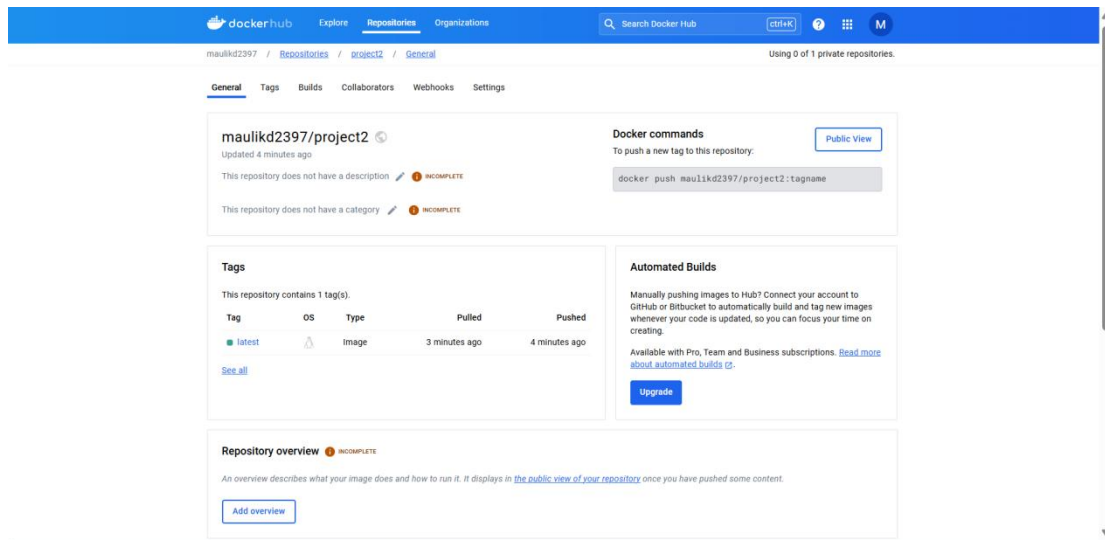 dockerhub Explore Repositories Organizations Search Docker Hub ctrl+K ? M
maulikd2397 / Repositories / project2 / General Using 0 of 1 private repositories.
General Tags Builds Collaborators Webhooks Settings
maulikd2397/project2
Updated 4 minutes ago
This repository does not have a description INCOMPLETE
This repository does not have a category INCOMPLETE
Docker commands
To push a new tag to this repository:
Public View
docker push maulikd2397/project2:tagname
Tags
This repository contains 1 tag(s).
Tag OS Type Pulled Pushed
latest Image 3 minutes ago 4 minutes ago
See all
Automated Builds
Manually pushing images to Hub? Connect your account to
GitHub or Bitbucket to automatically build and tag new images
whenever your code is updated, so you can focus your time on
creating.
Available with Pro, Team and Business subscriptions. Read more
about automated builds.
Upgrade
Repository overview INCOMPLETE
An overview describes what your image does and how to run it. It displays in the public view of your repository once you have pushed some content.
Add overview